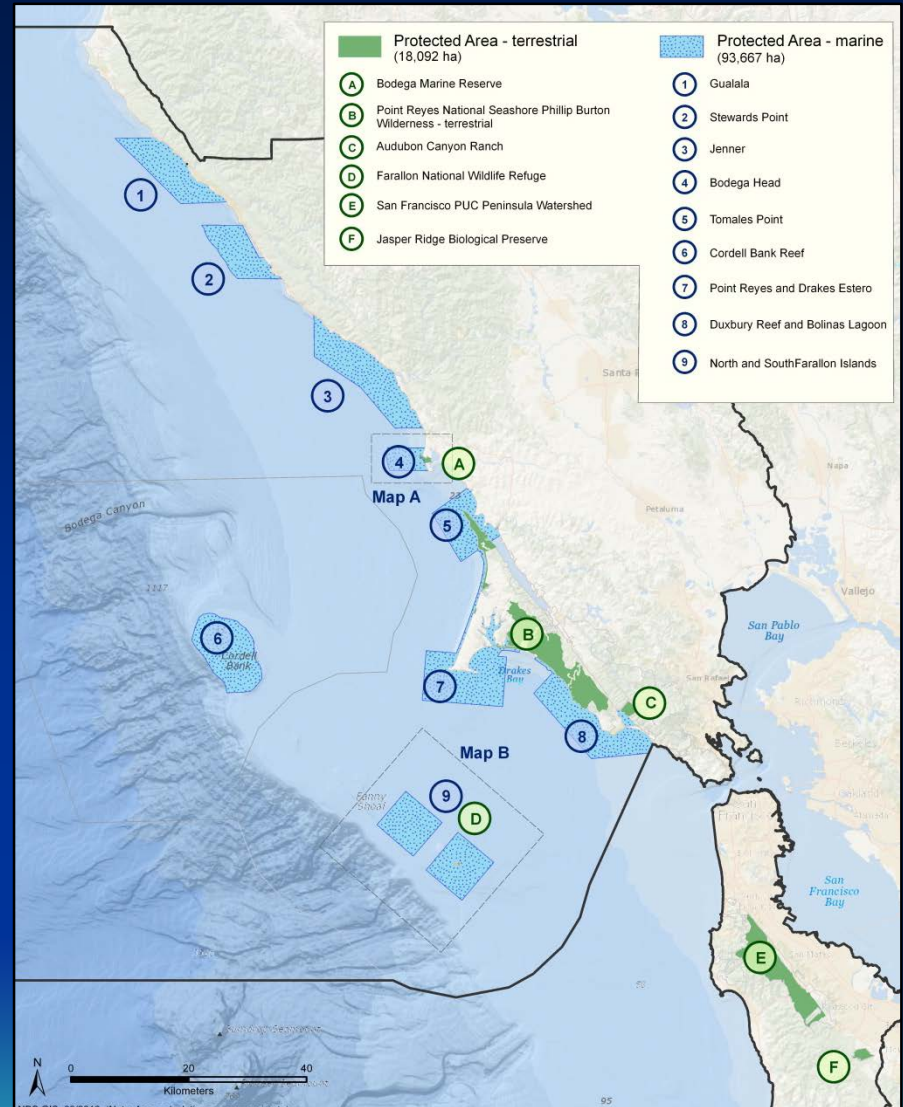 Protected Area - terrestrial
(18,092 ha)
A Bodega Marine Reserve
B Point Reyes National Seashore Phillip Burton
Wilderness - terrestrial
C Audubon Canyon Ranch
D Farallon National Wildlife Refuge
E San Francisco PUC Peninsula Watershed
F Jasper Ridge Biological Preserve
Protected Area - marine
(93,667 ha)
1 Gualala
2 Stewards Point
3 Jenner
4 Bodega Head
5 Tomales Point
6 Cordell Bank Reef
7 Point Reyes and Drakes Estero
8 Duxbury Reef and Bolinas Lagoon
9 North and SouthFarallon Islands
1
2
3
Santa
4
A
Map A
Napa
Bodega Canyon
5
Petaluma
1117
Vallejo
6
Cordell
Bank
B
San Pablo
Bay
Drakes
Bay
San Rafael
7
C
8
Map B
9
D
Fanny
Shoal
San
Francisco
Bay
E
F
N
0 20 40
Kilometers
95